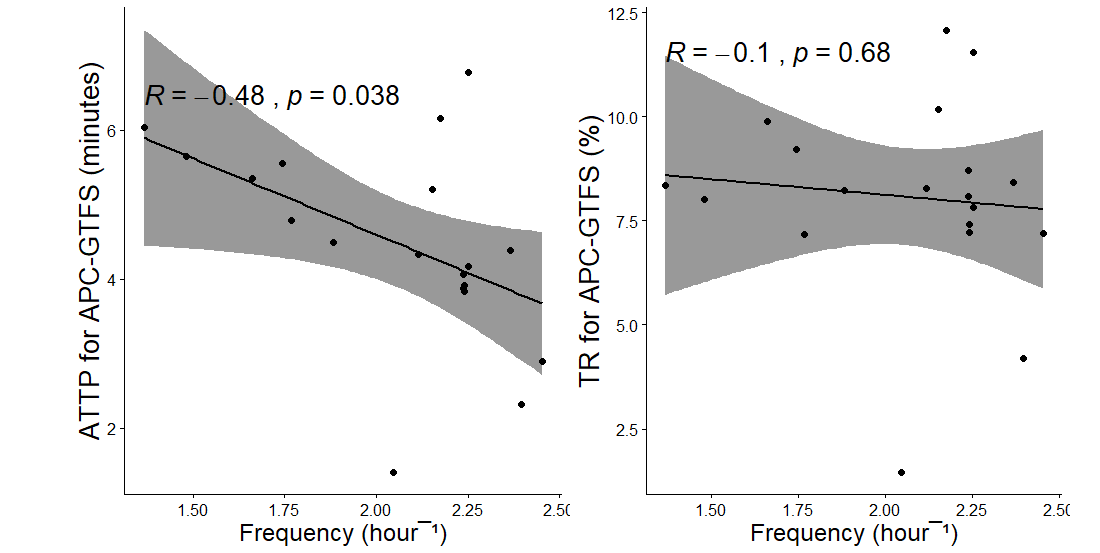 R = −0.48 , p = 0.038
ATTP for APC-GTFS (minutes)
6
4
2
1.50 1.75 2.00 2.25 2.50
Frequency (hour¯¹)
R = −0.1 , p = 0.68
TR for APC-GTFS (%)
12.5
10.0
7.5
5.0
2.5
1.50 1.75 2.00 2.25 2.50
Frequency (hour¯¹)